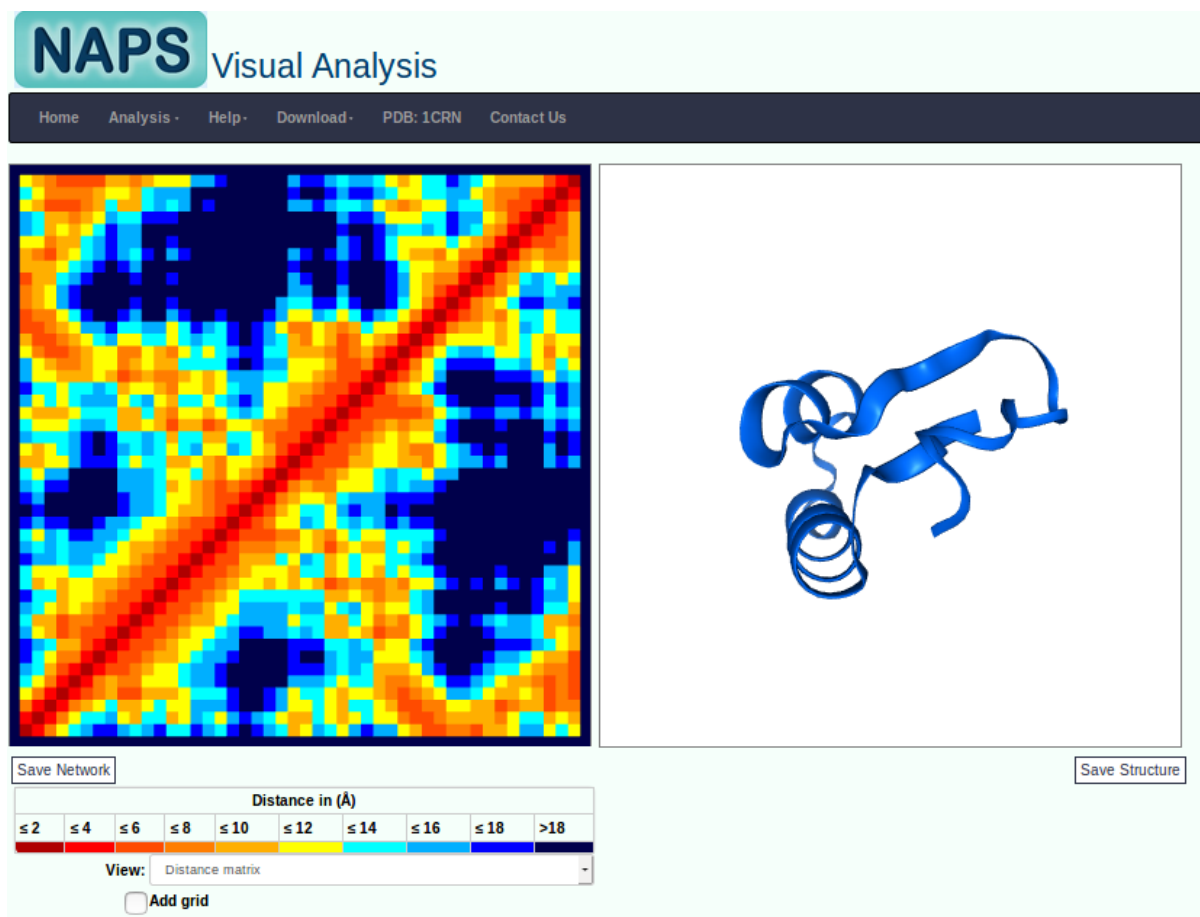 NAPS Visual Analysis
Home Analysis Help Download PDB: 1CRN Contact Us
Save Network Save Structure
Distance in (Å)
≤ 2 ≤ 4 ≤ 6 ≤ 8 ≤ 10 ≤ 12 ≤ 14 ≤ 16 ≤ 18 >18
View: Distance matrix
Add grid